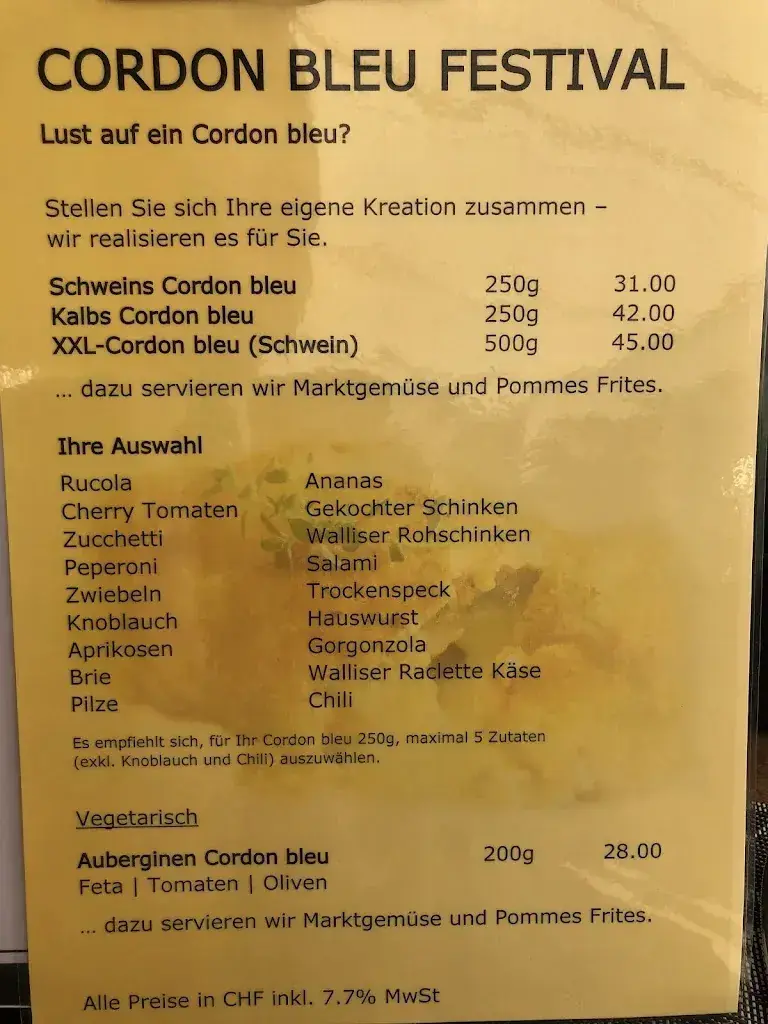 CORDON BLEU FESTIVAL
Lust auf ein Cordon bleu?
Stellen Sie sich Ihre eigene Kreation zusammen –
wir realisieren es für Sie.
Schweins Cordon bleu 250g 31.00
Kalbs Cordon bleu 250g 42.00
XXL-Cordon bleu (Schwein) 500g 45.00
... dazu servieren wir Marktgemüse und Pommes Frites.
Ihre Auswahl
Rucola Ananas
Cherry Tomaten Gekochter Schinken
Zucchetti Walliser Rohschinken
Peperoni Salami
Zwiebeln Trockenspeck
Knoblauch Hauswurst
Aprikosen Gorgonzola
Brie Walliser Raclette Käse
Pilze Chili
Es empfiehlt sich, für Ihr Cordon bleu 250g, maximal 5 Zutaten
(exkl. Knoblauch und Chili) auszuwählen.
Vegetarisch
Auberginen Cordon bleu 200g 28.00
Feta | Tomaten | Oliven
... dazu servieren wir Marktgemüse und Pommes Frites.
Alle Preise in CHF inkl. 7.7% MwSt